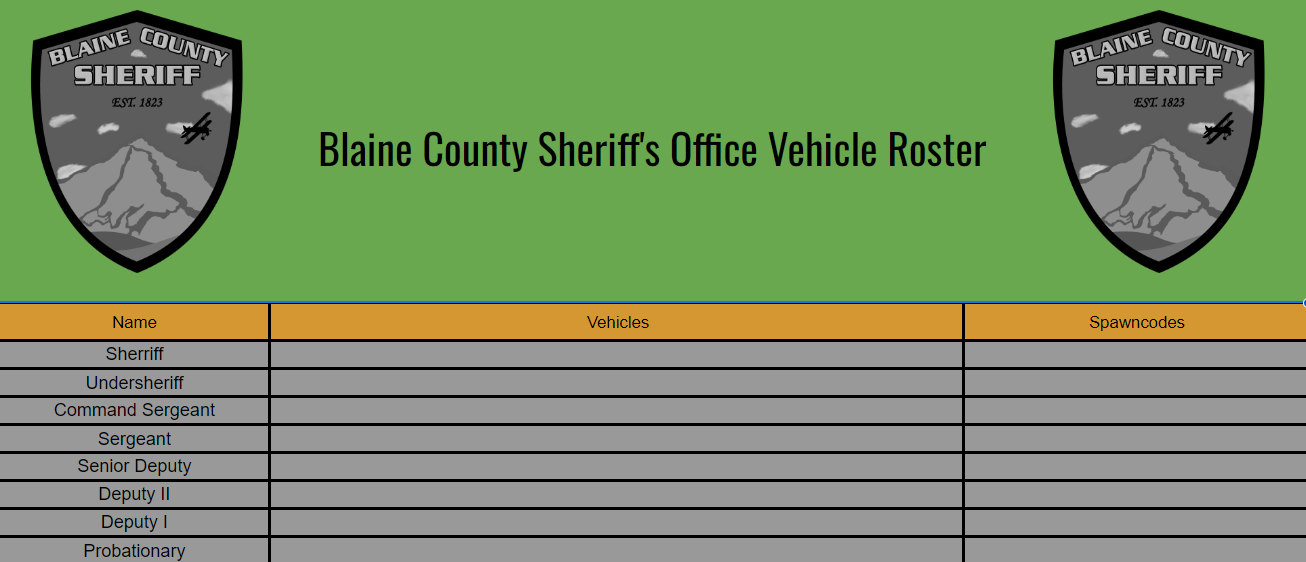 BLAINE COUNTY
SHERIFF
EST. 1823
BLAINE COUNTY
SHERIFF
EST. 1823
Blaine County Sheriff's Office Vehicle Roster
Name Vehicles Spawncodes
Sherriff
Undersheriff
Command Sergeant
Sergeant
Senior Deputy
Deputy II
Deputy I
Probationary